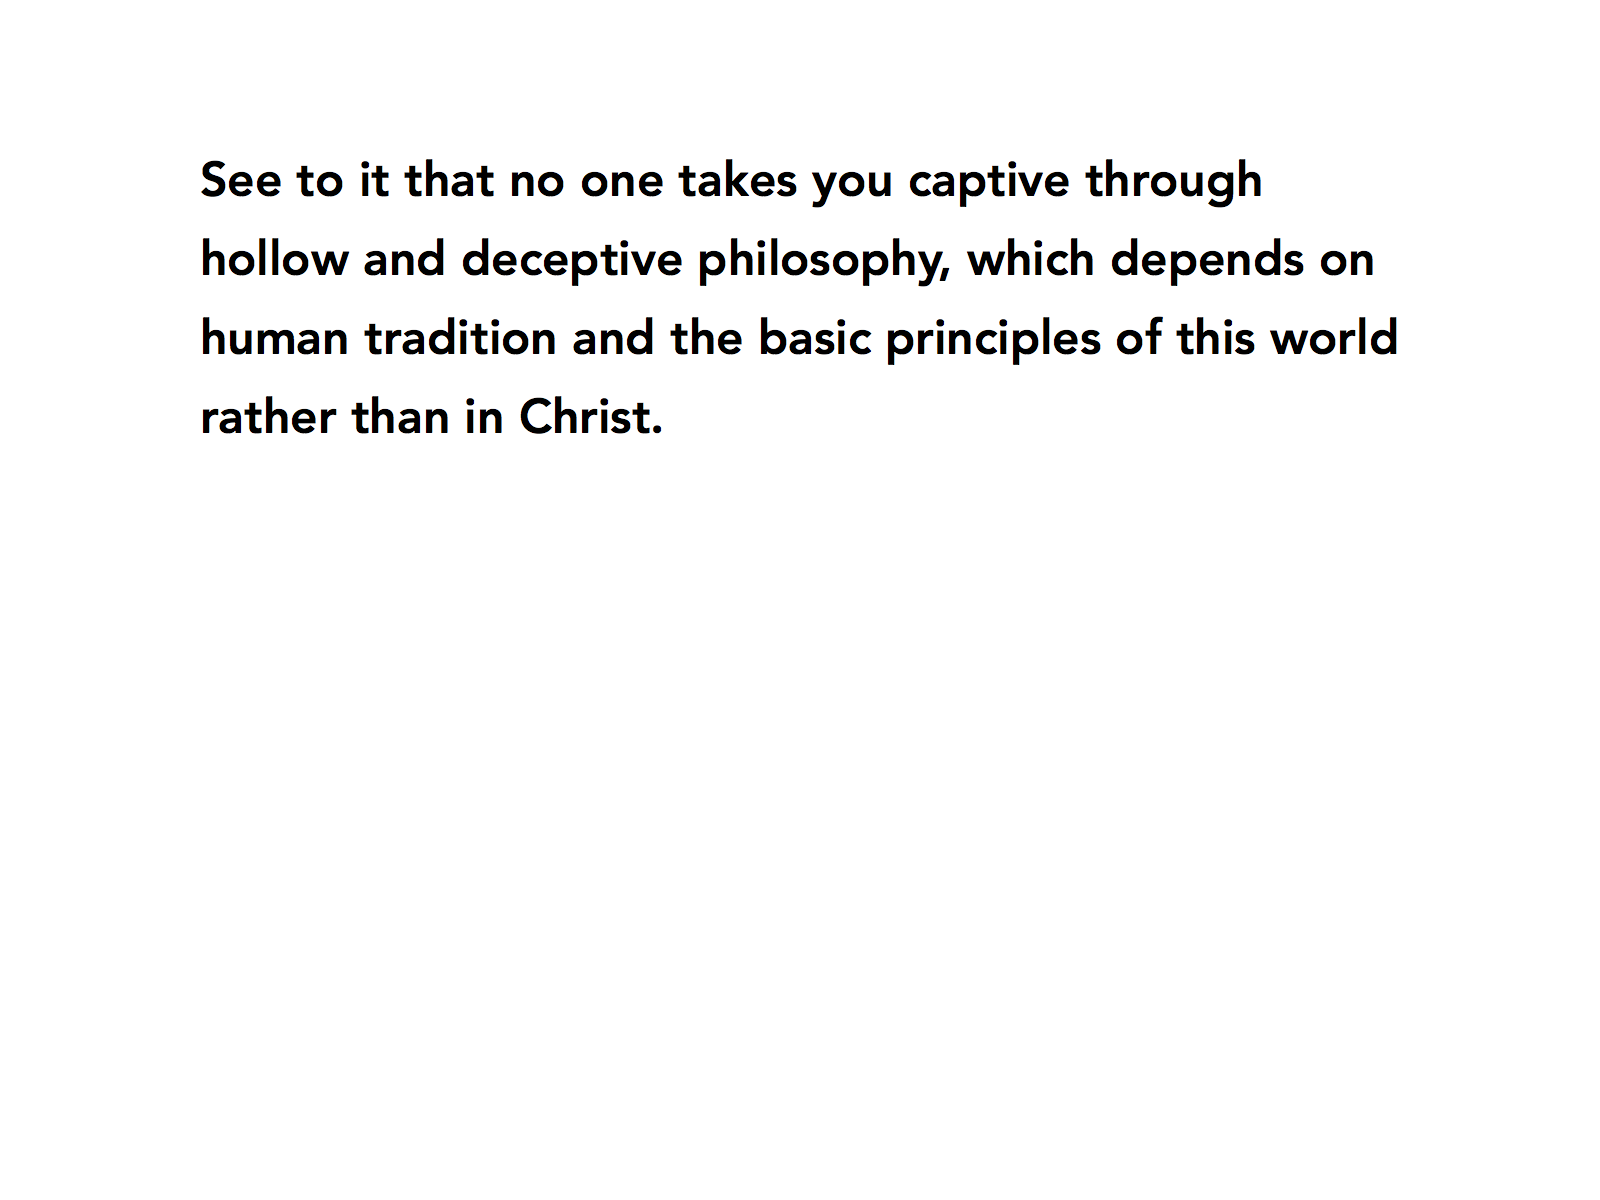 See to it that no one takes you captive through
hollow and deceptive philosophy, which depends on
human tradition and the basic principles of this world
rather than in Christ.